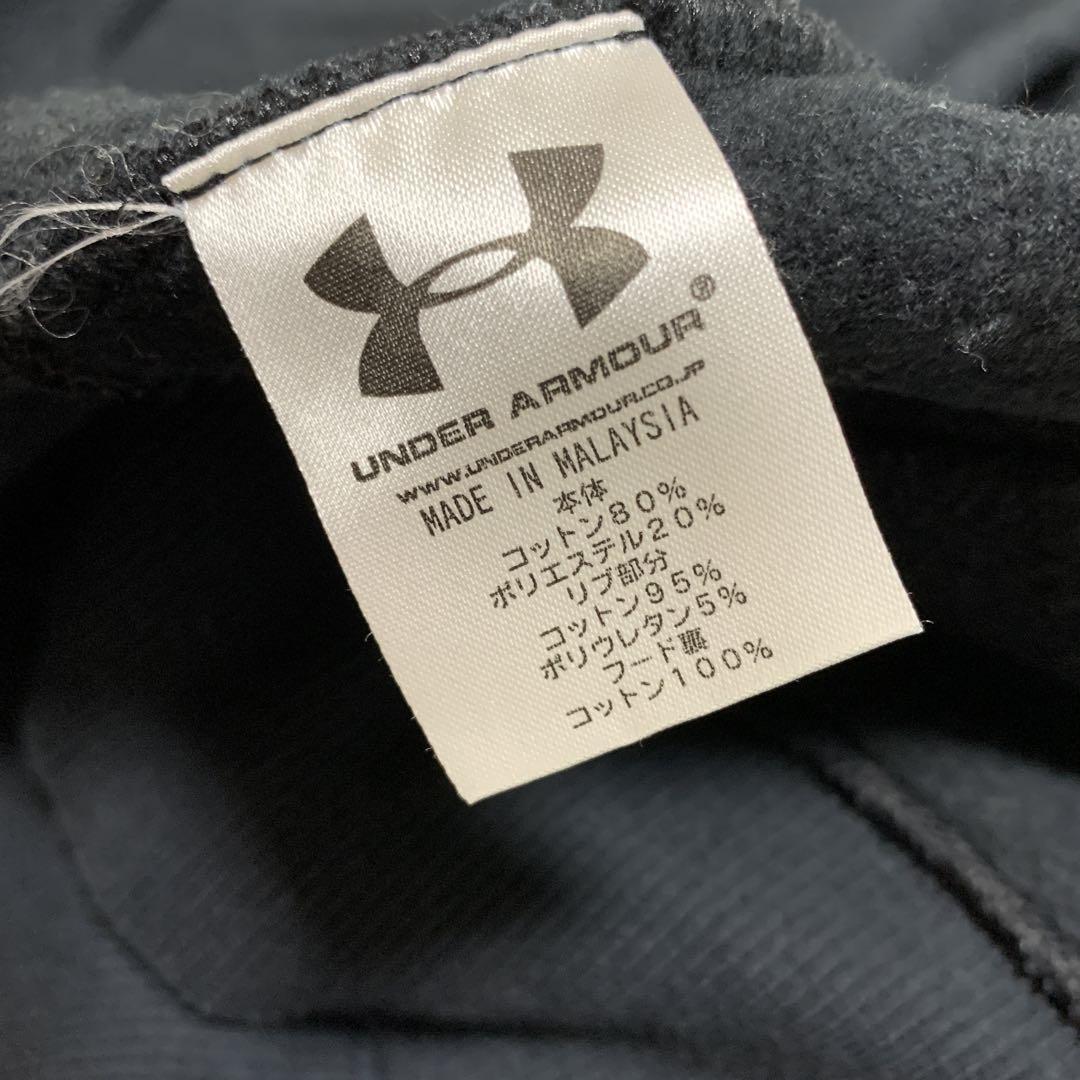 UNDER ARMOUR®
WWW.UNDERARMOUR.CO.JP
MADE IN MALAYSIA
本体
コットン80%
ポリエステル20%
リブ部分
コットン95%
ポリウレタン5%
フード裏
コットン100%